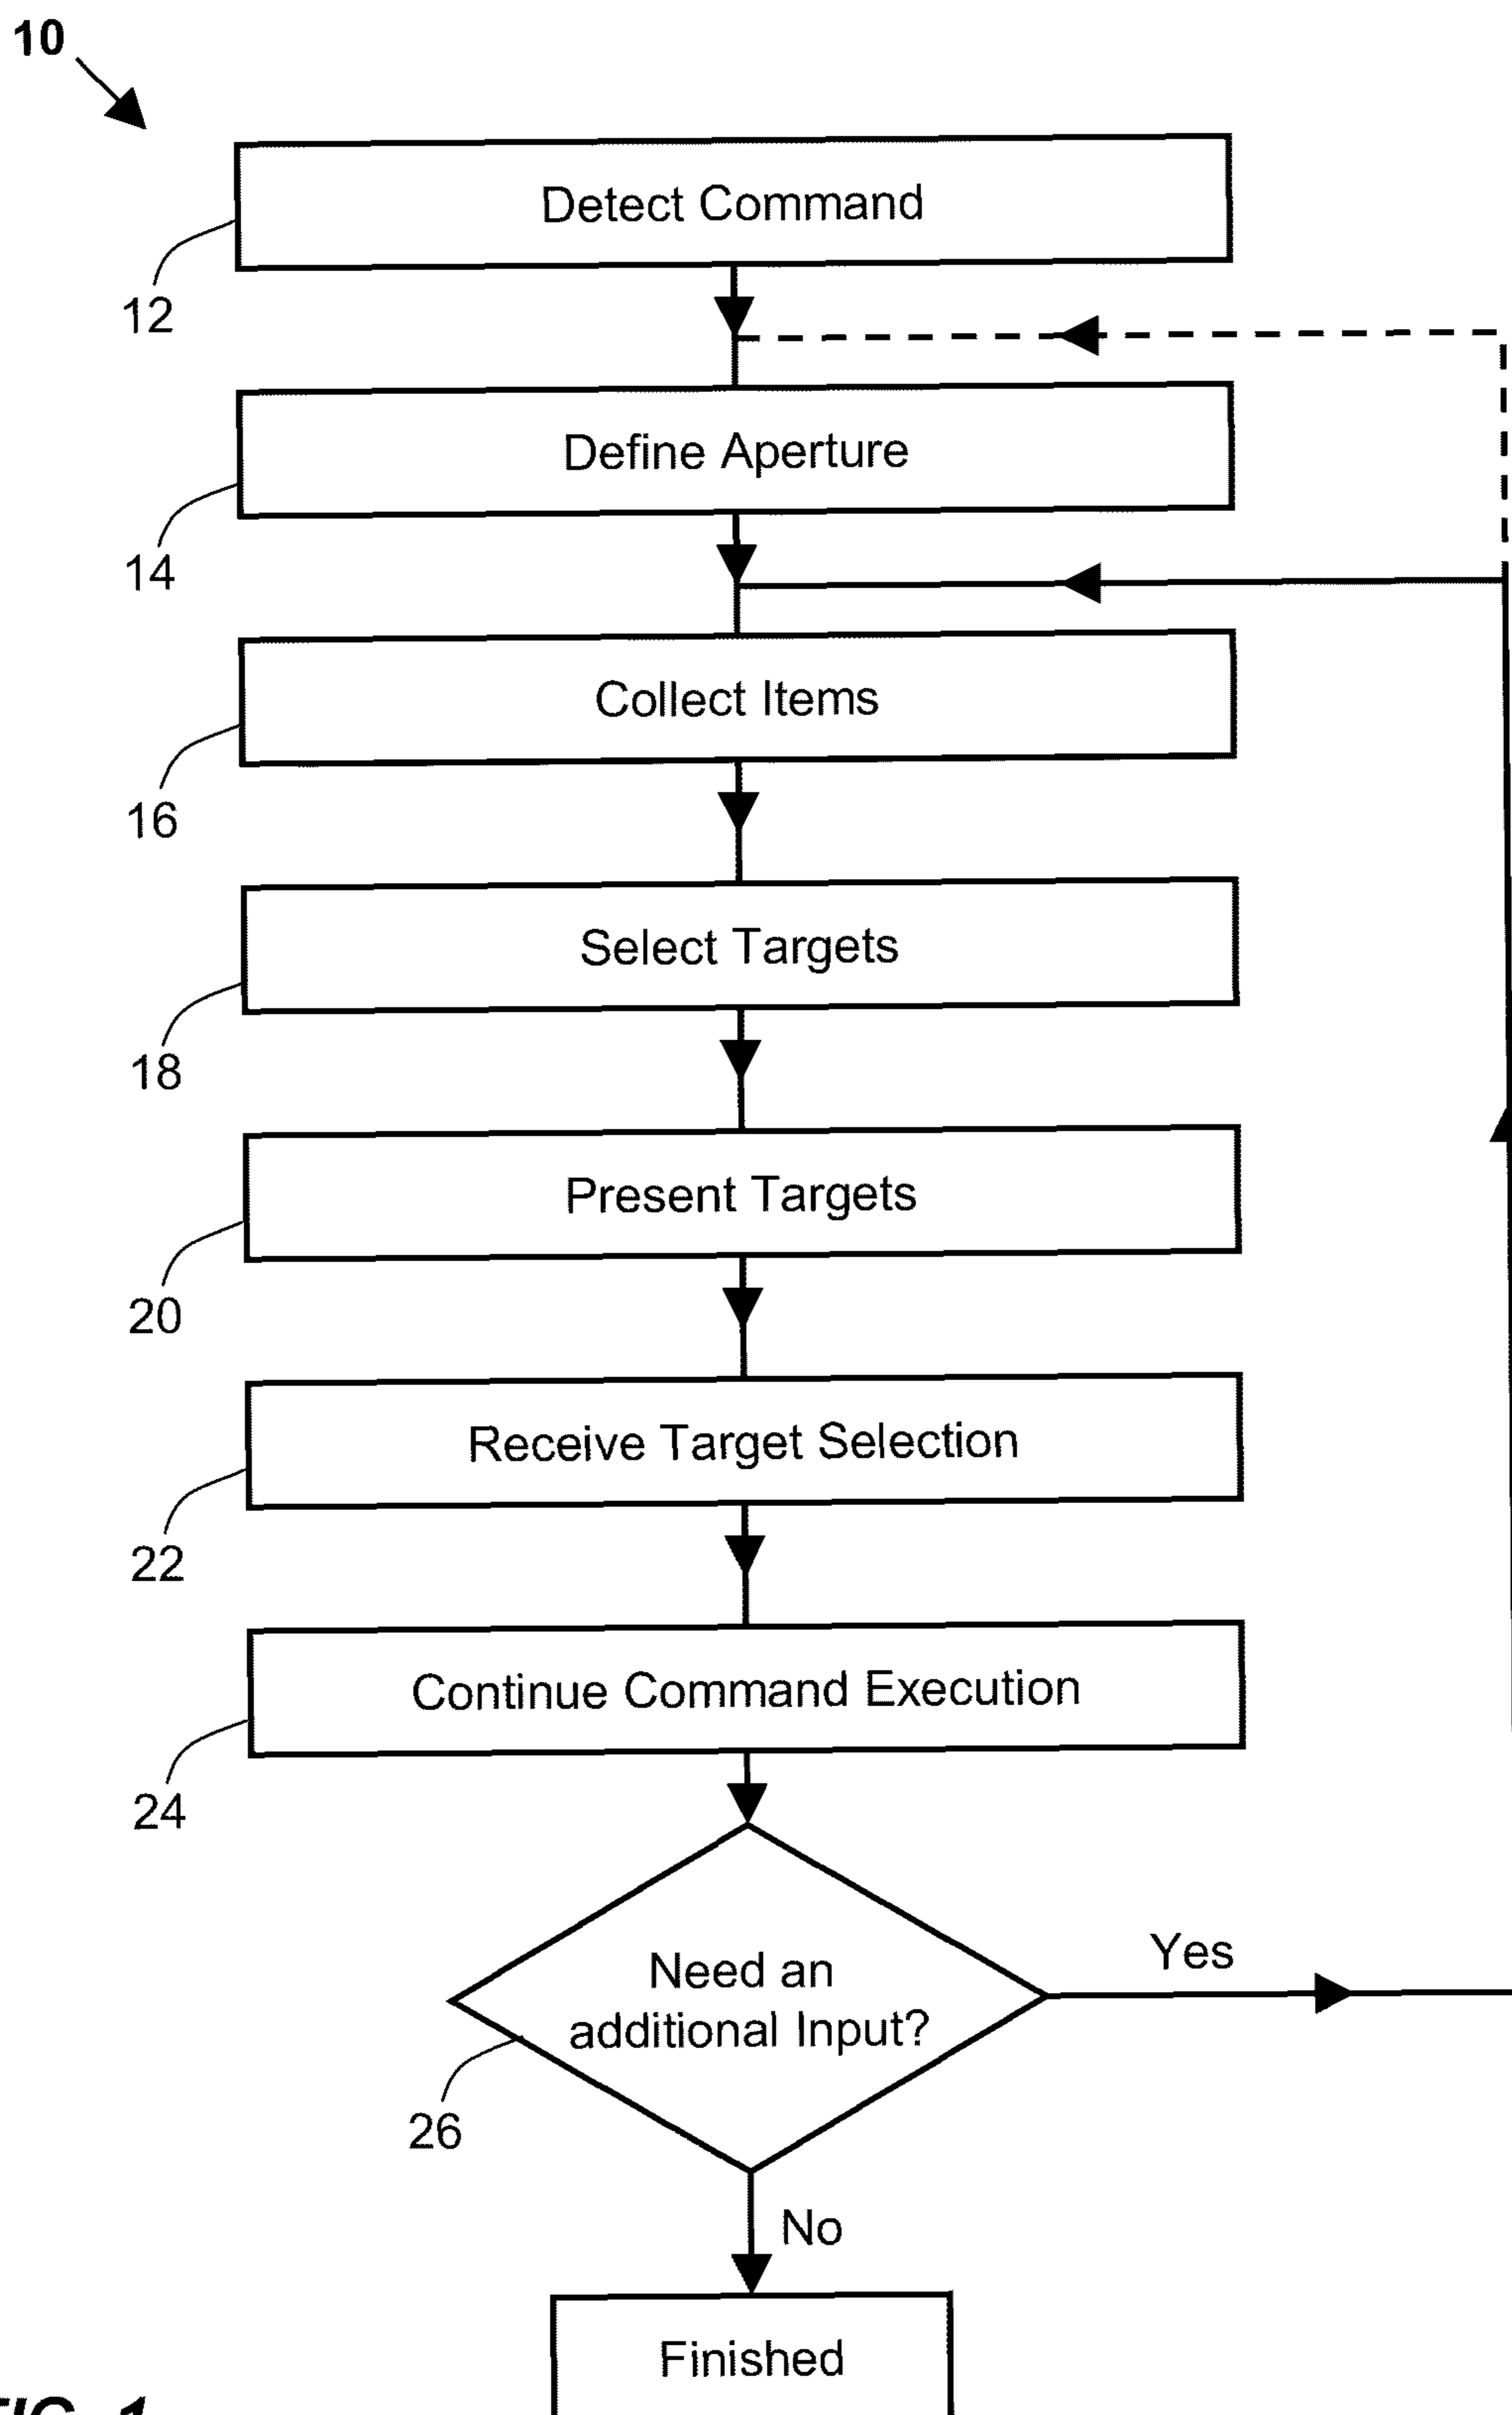 10
Detect Command
12
Define Aperture
14
Collect Items
16
Select Targets
18
Present Targets
20
Receive Target Selection
22
Continue Command Execution
24
Need an
additional Input?
Yes
26
No
Finished